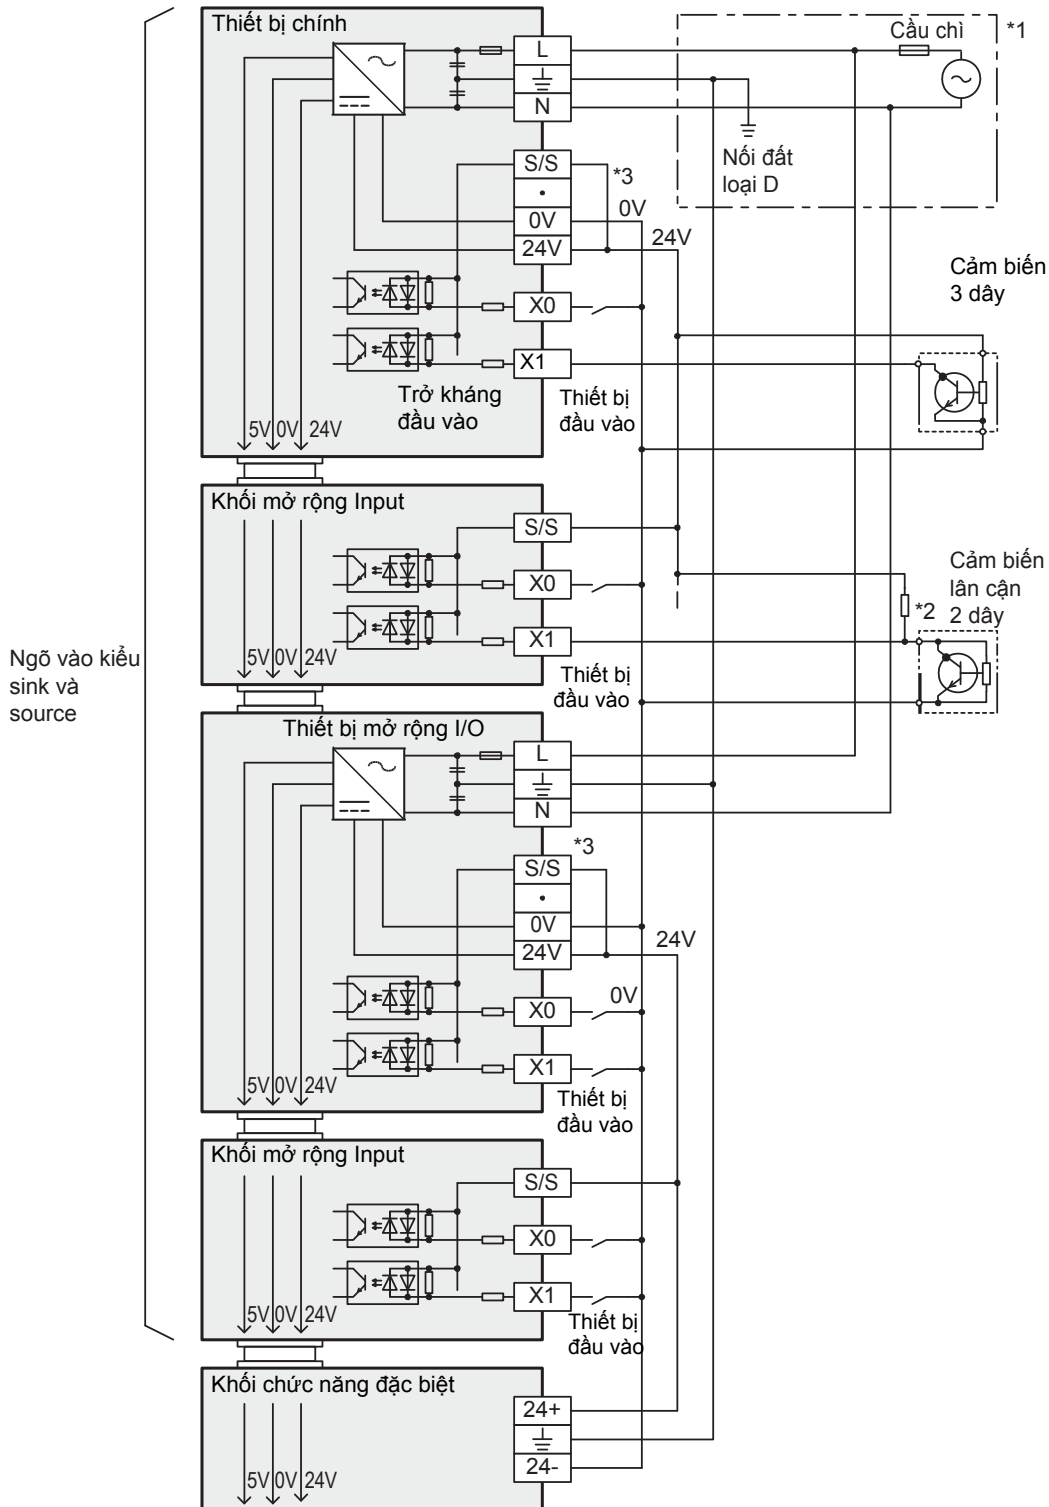 Thiết bị chính
L
N
S/S
•
0V
24V
X0
X1
*3
0V
24V
Cầu chì
*1
Nối đất
loại D
Cảm biến
3 dây
Trở kháng
đầu vào
Thiết bị
đầu vào
5V 0V 24V
Khối mở rộng Input
S/S
X0
X1
Thiết bị
đầu vào
5V 0V 24V
Cảm biến
lân cận
2 dây
*2
Ngõ vào kiểu
sink và
source
Thiết bị mở rộng I/O
L
N
*3
S/S
•
0V
24V
24V
X0
0V
X1
Thiết bị
đầu vào
5V 0V 24V
Khối mở rộng Input
S/S
X0
X1
Thiết bị
đầu vào
5V 0V 24V
Khối chức năng đặc biệt
24+
24-
5V 0V 24V